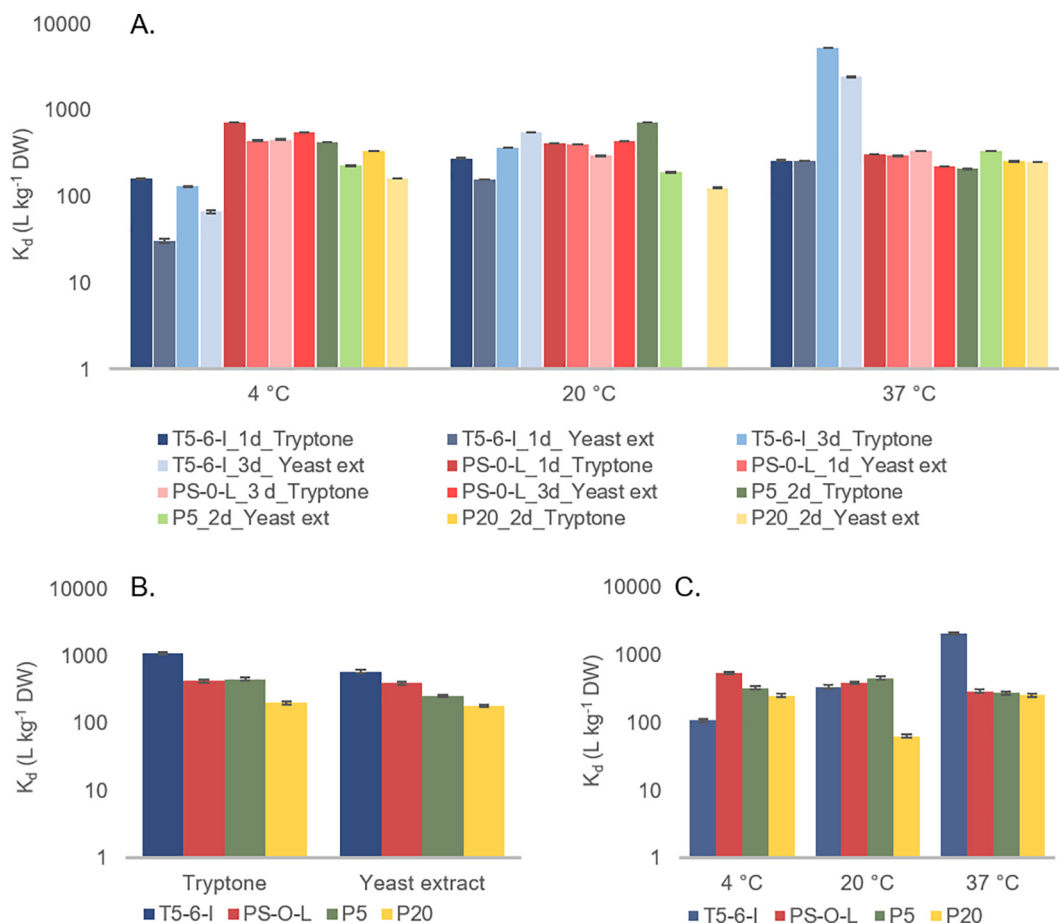 A.
10000
1000
100
10
1
Kd (L kg-1 DW)
4 °C 20 °C 37 °C
T5-6-I_1d_Tryptone T5-6-I_1d_ Yeast ext T5-6-I_3d_Tryptone
T5-6-I_3d_ Yeast ext PS-0-L_1d_Tryptone PS-0-L_1d_Yeast ext
PS-0-L_3 d_Tryptone PS-0-L_3d_Yeast ext P5_2d_Tryptone
P5_2d_Yeast ext P20_2d_Tryptone P20_2d_Yeast ext
B.
10000
1000
100
10
1
Kd (L kg-1 DW)
Tryptone Yeast extract
T5-6-I PS-O-L P5 P20
C.
10000
1000
100
10
1
Kd (L kg-1 DW)
4 °C 20 °C 37 °C
T5-6-I PS-O-L P5 P20